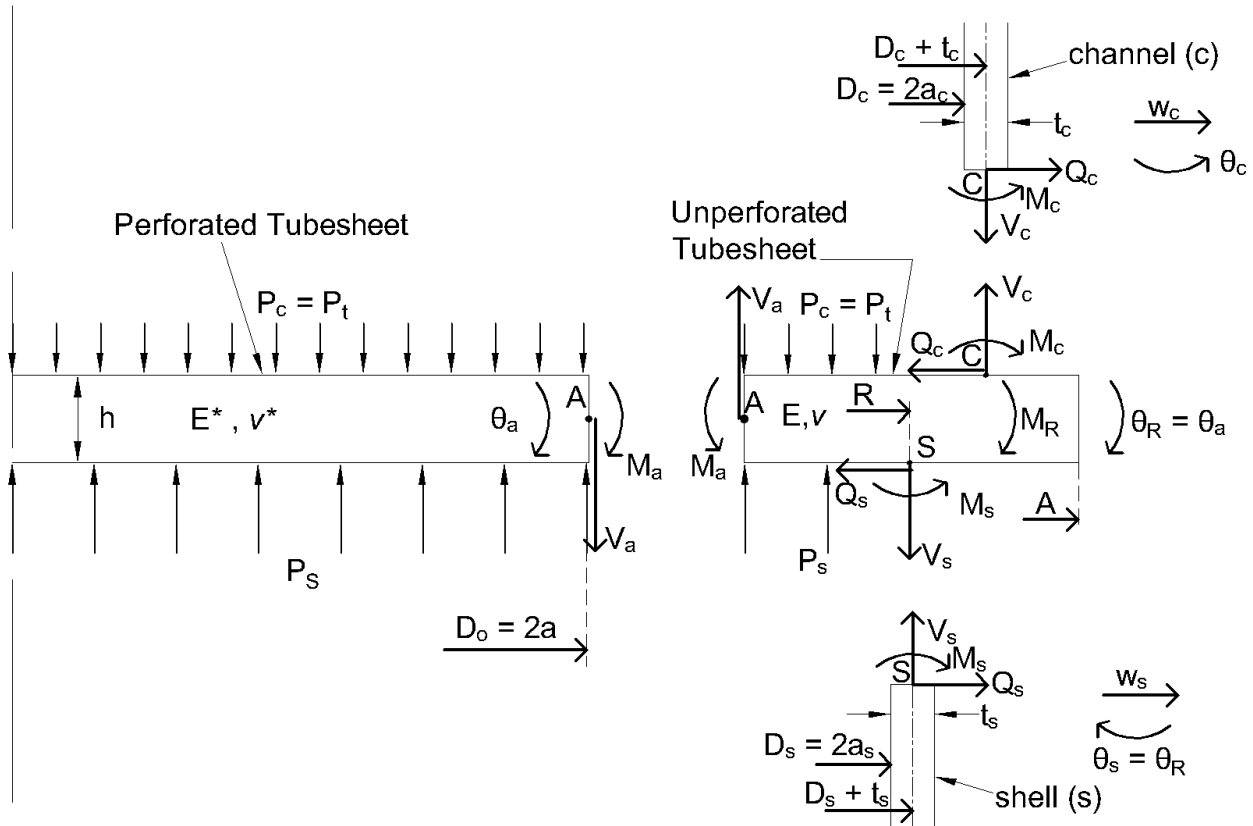 D_c + t_c
channel (c)
D_c = 2a_c
t_c
w_c
θ_c
Q_c
C
M_c
V_c
Perforated Tubesheet
Unperforated
Tubesheet
P_c = P_t
V_a
P_c = P_t
V_c
Q_c
C
M_c
h
E* , ν*
θ_a
A
M_a
V_a
P_S
D_o = 2a
A
M_a
E,ν
R
S
M_R
θ_R = θ_a
Q_s
M_s
A
P_s
V_s
V_s
M_s
S
Q_s
w_s
t_s
D_s = 2a_s
θ_s = θ_R
D_s + t_s
shell (s)